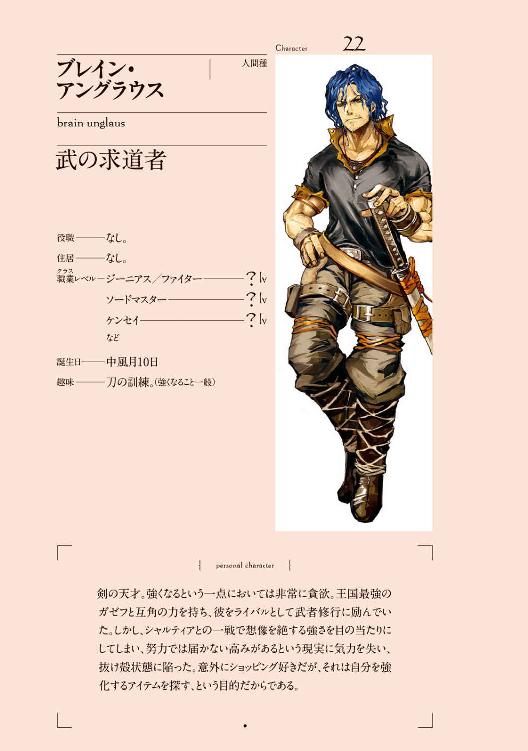 Character 22
ブレイン・
アングラウス
人間種
brain unglaus
武の求道者
役職――なし。
住居――なし。
クラス
職業レベル―ジーニアス／ファイター――?lv
ソードマスター――?lv
ケンセイ――?lv
など
誕生日――中風月10日
趣味――刀の訓練。(強くなること一般)
personal character
剣の天才。強くなるという一点においては非常に貪欲。王国最強の
ガゼフと互角の力を持ち、彼をライバルとして武者修行に励んでい
た。しかし、シャルティアとの一戦で想像を絶する強さを目の当たりに
してしまい、努力では届かない高みがあるという現実に気力を失い、
抜け殻状態に陥った。意外にショッピング好きだが、それは自分を強
化するアイテムを探す、という目的だからである。